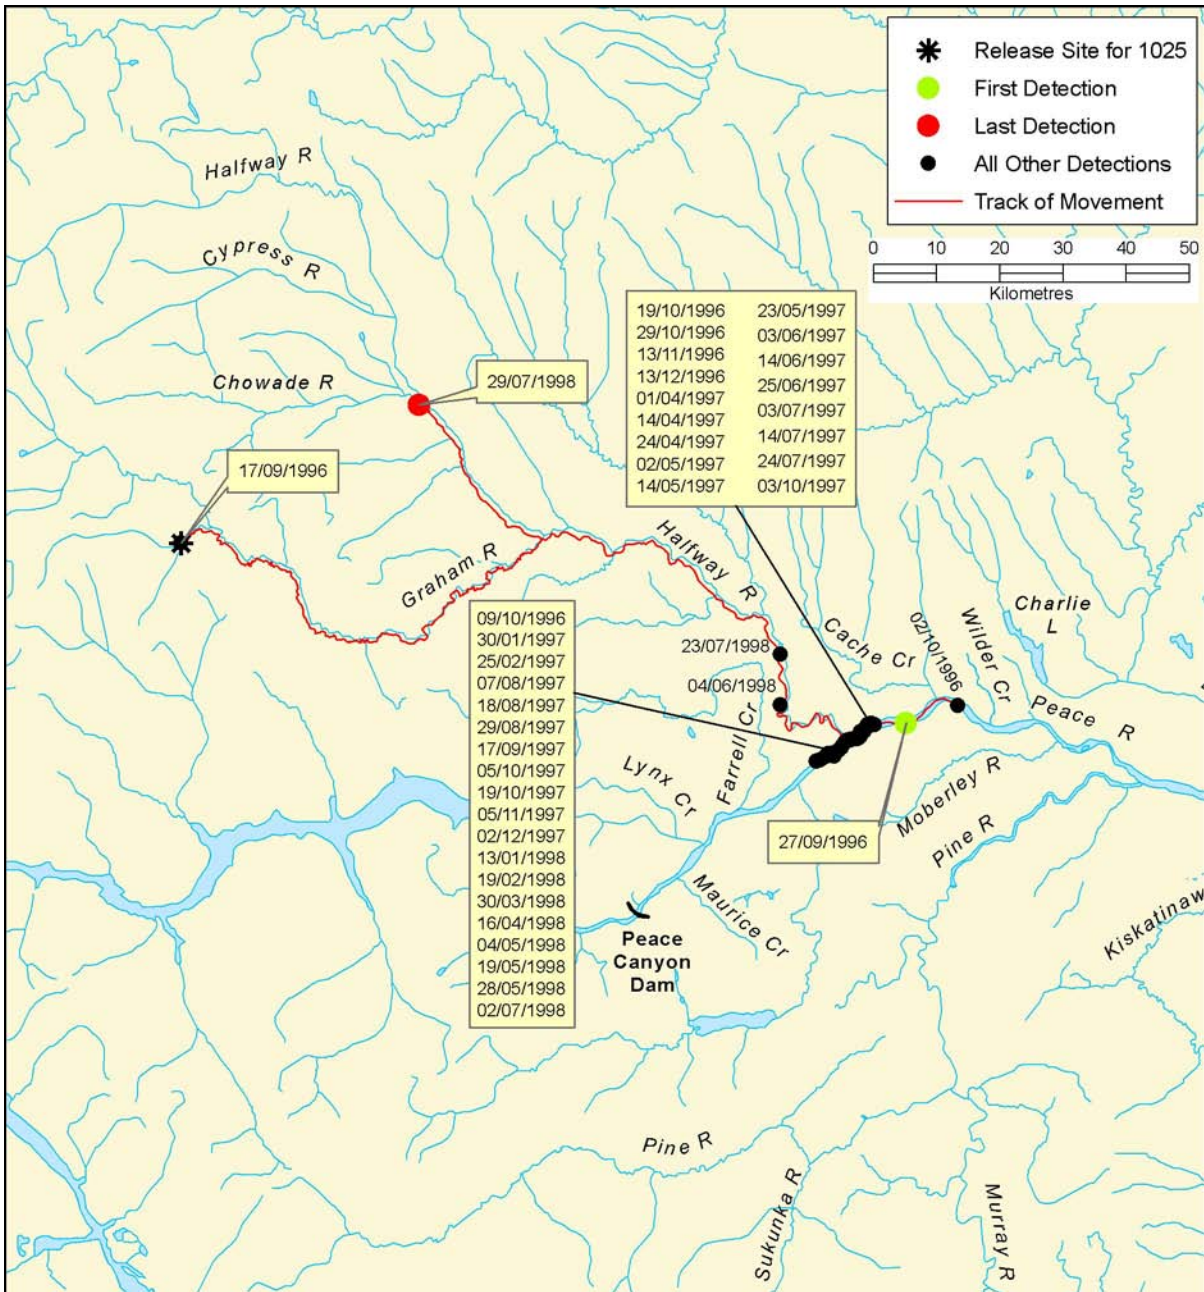 Release Site for 1025
First Detection
Last Detection
All Other Detections
Track of Movement
0 10 20 30 40 50
Kilometres
Halfway R
Cypress R
Chowade R
29/07/1998
17/09/1996
19/10/1996 23/05/1997
29/10/1996 03/06/1997
13/11/1996 14/06/1997
13/12/1996 25/06/1997
01/04/1997 03/07/1997
14/04/1997 14/07/1997
24/04/1997 24/07/1997
02/05/1997 03/10/1997
14/05/1997
Graham R
Halfway R
Cache Cr
02/10/1996
Wilder Cr
Charlie
L
Peace R
23/07/1998
04/06/1998
09/10/1996
30/01/1997
25/02/1997
07/08/1997
18/08/1997
29/08/1997
17/09/1997
05/10/1997
19/10/1997
05/11/1997
02/12/1997
13/01/1998
19/02/1998
30/03/1998
16/04/1998
04/05/1998
19/05/1998
28/05/1998
02/07/1998
Farrell Cr
Lynx Cr
27/09/1996
Moberley R
Pine R
Maurice Cr
Kiskatinaw
Peace
Canyon
Dam
Pine R
Sukunka R
Murray R